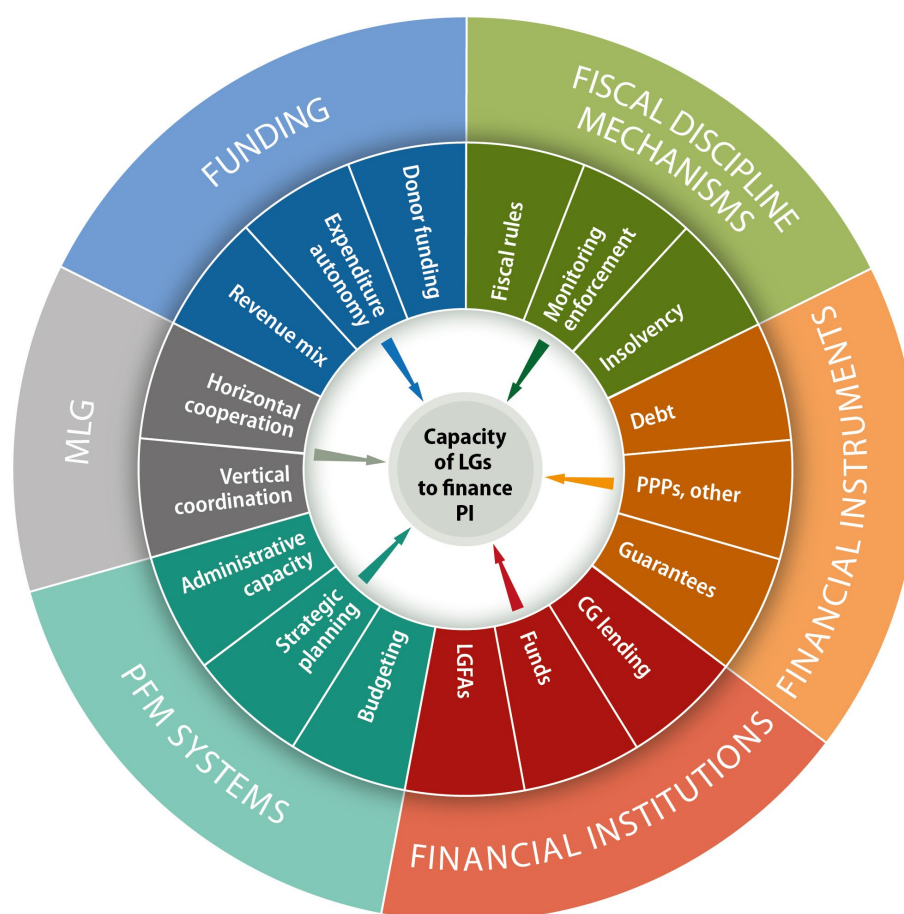 FUNDING
FISCAL DISCIPLINE
MECHANISMS
FINANCIAL INSTRUMENTS
FINANCIAL INSTITUTIONS
PFM SYSTEMS
MLG
Donor funding
Expenditure
autonomy
Revenue mix
Fiscal rules
Monitoring
enforcement
Insolvency
Debt
PPPs, other
Guarantees
CG lending
Funds
LGFAs
Budgeting
Strategic
planning
Administrative
capacity
Vertical
coordination
Horizontal
cooperation
Capacity
of LGs
to finance
PI